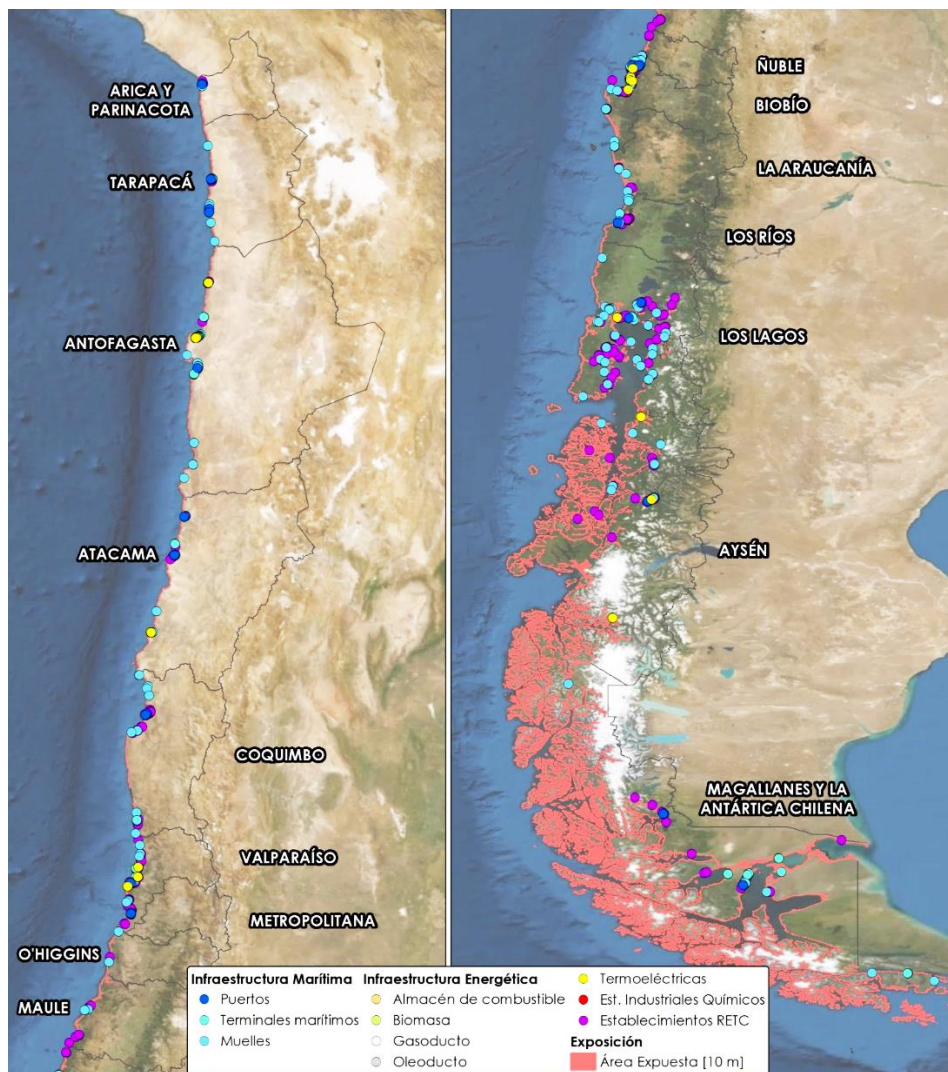 ARICA Y
PARINACOTA
TARAPACÁ
ANTOFAGASTA
ATACAMA
COQUIMBO
VALPARAÍSO
METROPOLITANA
O'HIGGINS
MAULE
ÑUBLE
BIOBÍO
LA ARAUCANÍA
LOS RÍOS
LOS LAGOS
AYSÉN
MAGALLANES Y LA
ANTÁRTICA CHILENA
Infraestructura Marítima
Puertos
Terminales marítimos
Muelles
Infraestructura Energética
Almacén de combustible
Biomasa
Gasoducto
Oleoducto
Termoeléctricas
Est. Industriales Químicos
Establecimientos RETC
Exposición
Área Expuesta [10 m]